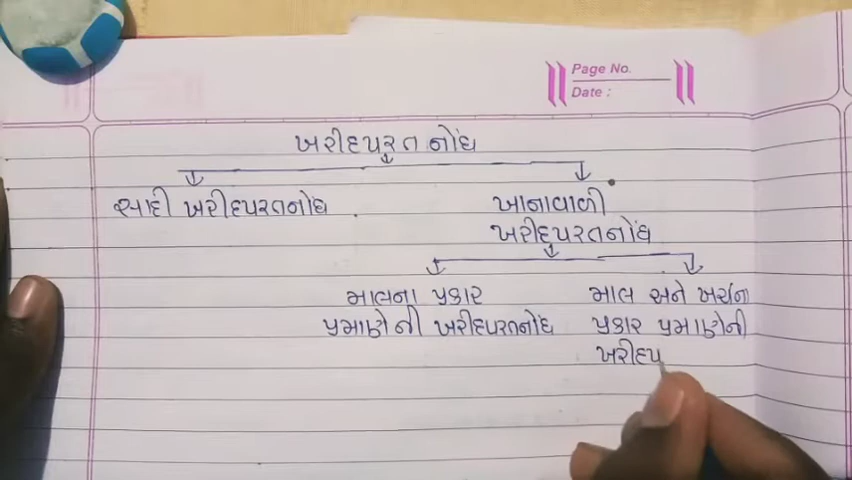 Page No.
Date :
ખરીદપરત નોંધ
સાદી ખરીદપરતનોંધ
ખાનાવાળી
ખરીદપરતનોંધ
માલના પ્રકાર
પ્રમાણેની ખરીદપરતનોંધ
માલ અને ખર્ચના
પ્રકાર પ્રમાણેની
ખરીદપ